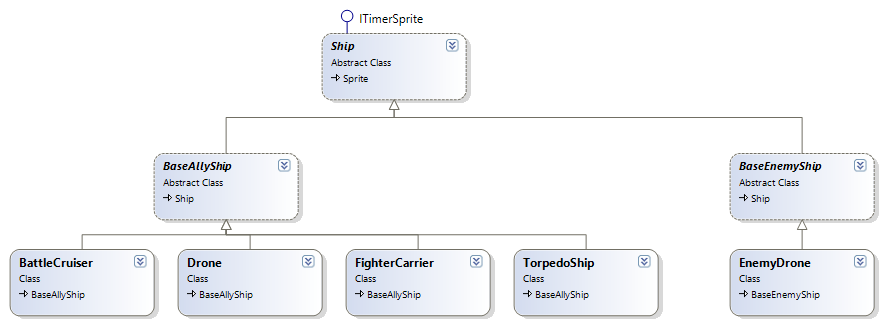 ITimerSprite
Ship
Abstract Class
Sprite
BaseAllyShip
Abstract Class
Ship
BaseEnemyShip
Abstract Class
Ship
BattleCruiser
Class
BaseAllyShip
Drone
Class
BaseAllyShip
FighterCarrier
Class
BaseAllyShip
TorpedoShip
Class
BaseAllyShip
EnemyDrone
Class
BaseEnemyShip